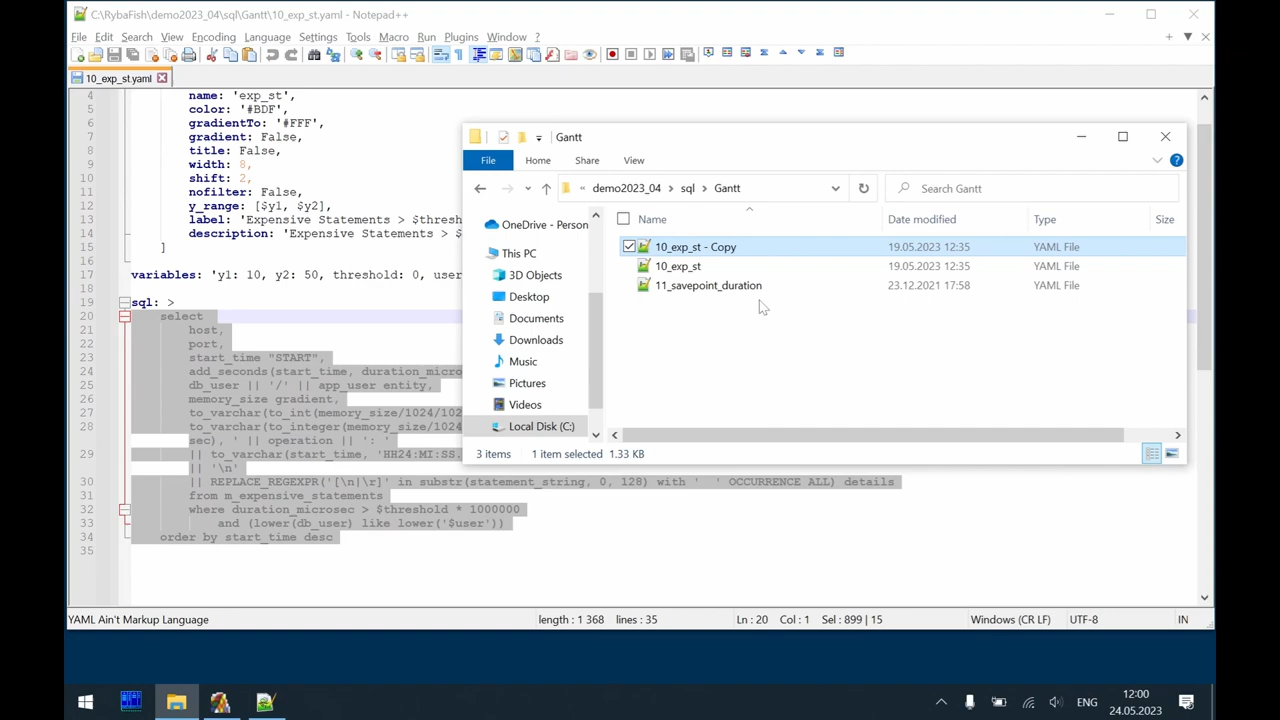 C:\RybaFish\demo2023_04\sql\Gantt\10_exp_st.yaml - Notepad++
File Edit Search View Encoding Language Settings Tools Macro Run Plugins Window ?
10_exp_st.yaml
4 name: 'exp_st',
5 color: '#BDF',
6 gradientTo: '#FFF',
7 gradient: False,
8 title: False,
9 width: 8,
10 shift: 2,
11 nofilter: False,
12 y_range: [$y1, $y2],
13 label: 'Expensive Statements > $thresh
14 description: 'Expensive Statements > $
15 ]
16
17 variables: 'y1: 10, y2: 50, threshold: 0, user
18
19 sql: >
20 select
21 host,
22 port,
23 start_time "START",
24 add_seconds(start_time, duration_micro
25 db_user || '/' || app_user entity,
26 memory_size gradient,
27 to_varchar(to_int(memory_size/1024/102
28 to_varchar(to_integer(memory_size/1024
sec), ' || operation || ': '
29 || to_varchar(start_time, 'HH24:MI:SS.
|| '\n'
30 || REPLACE_REGEXPR('[\n|\r]' in substr(statement_string, 0, 128) with ' ' OCCURRENCE ALL) details
31 from m_expensive_statements
32 where duration_microsec > $threshold * 1000000
33 and (lower(db_user) like lower('$user'))
34 order by start_time desc
35
Gantt
File Home Share View
« demo2023_04 > sql > Gantt
Search Gantt
OneDrive - Person
This PC
3D Objects
Desktop
Documents
Downloads
Music
Pictures
Videos
Local Disk (C:)
Name Date modified Type Size
10_exp_st - Copy 19.05.2023 12:35 YAML File
10_exp_st 19.05.2023 12:35 YAML File
11_savepoint_duration 23.12.2021 17:58 YAML File
3 items 1 item selected 1.33 KB
YAML Ain't Markup Language length : 1 368 lines : 35 Ln : 20 Col : 1 Sel : 899 | 15 Windows (CR LF) UTF-8 IN
ENG
12:00
24.05.2023